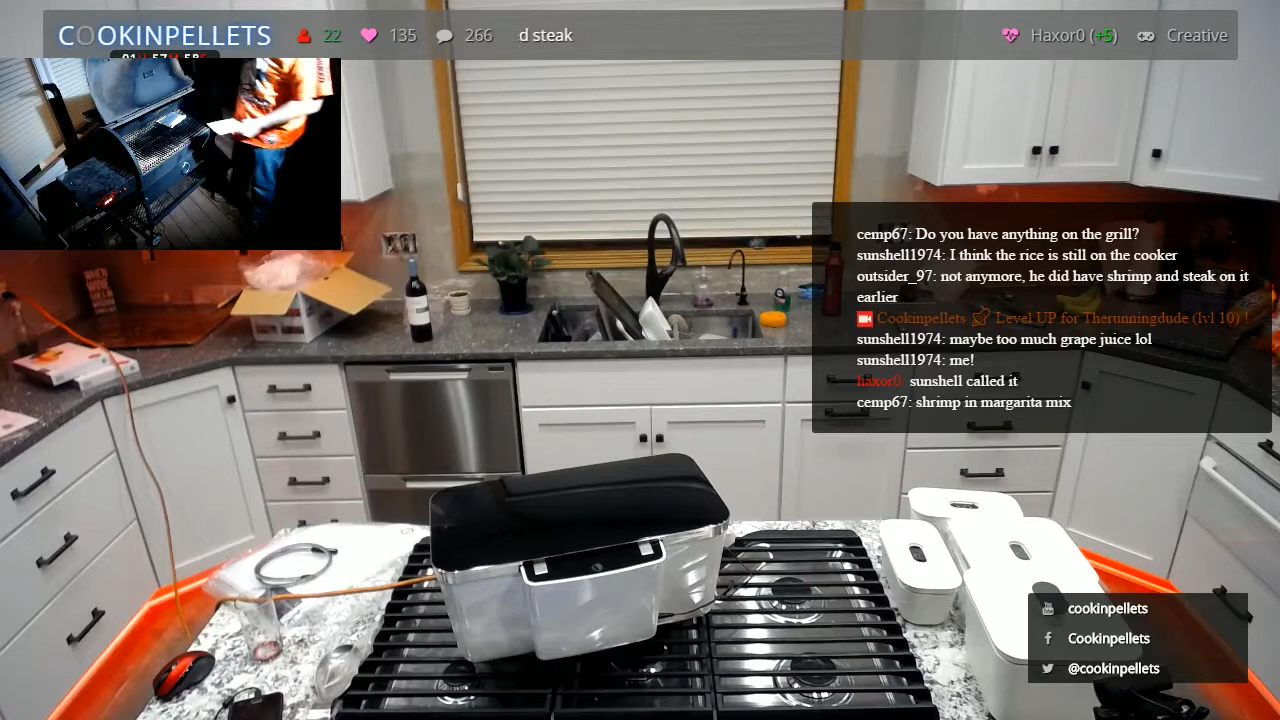 COOKINPELLETS 22 135 266 d steak Haxor0 (+5) Creative
cemp67: Do you have anything on the grill?
sunshell1974: I think the rice is still on the cooker
outsider_97: not anymore, he did have shrimp and steak on it
earlier
Cookinpellets Level UP for Therunningdude (lvl 10) !
sunshell1974: maybe too much grape juice lol
sunshell1974: me!
haxor0 sunshell called it
cemp67: shrimp in margarita mix
cookinpellets
Cookinpellets
@cookinpellets